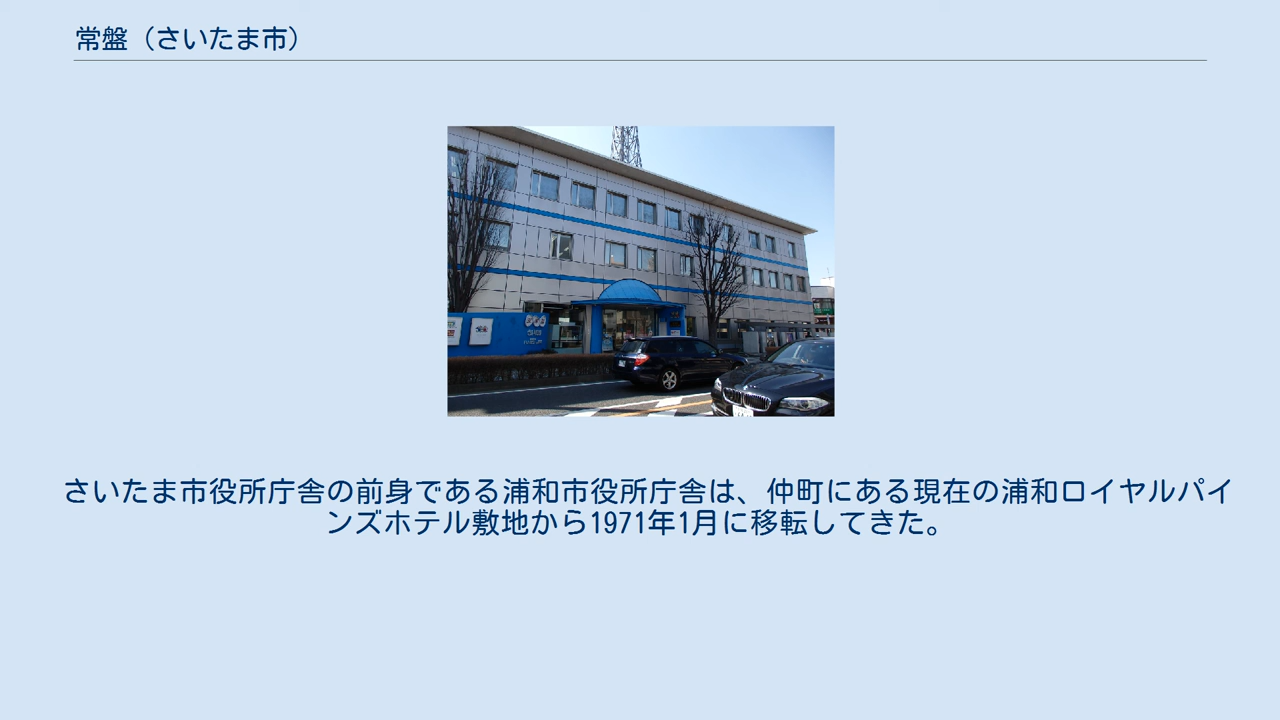 常盤（さいたま市）
さいたま市役所庁舎の前身である浦和市役所庁舎は、仲町にある現在の浦和ロイヤルパイ
ンズホテル敷地から1971年1月に移転してきた。